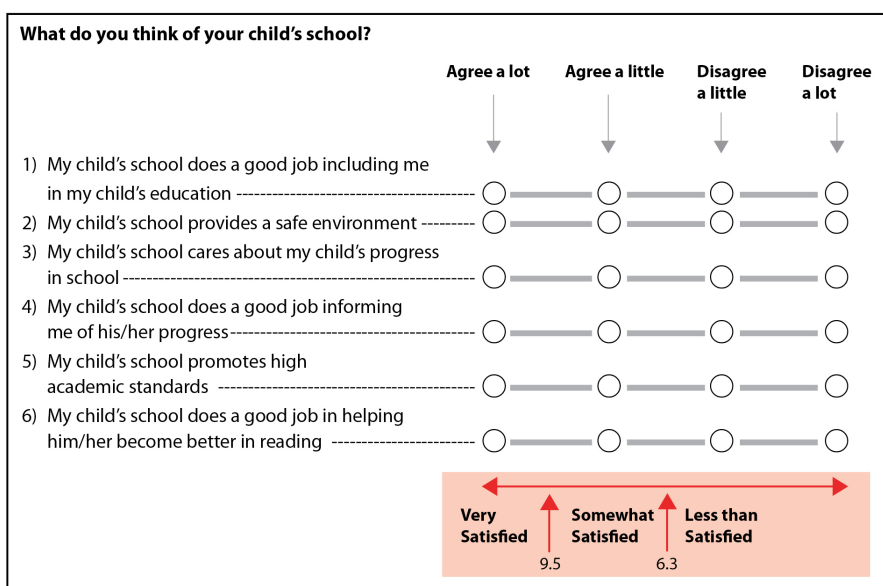 What do you think of your child’s school?
Agree a lot
Agree a little
Disagree
a little
Disagree
a lot
1) My child’s school does a good job including me
in my child’s education
2) My child’s school provides a safe environment
3) My child’s school cares about my child’s progress
in school
4) My child’s school does a good job informing
me of his/her progress
5) My child’s school promotes high
academic standards
6) My child’s school does a good job in helping
him/her become better in reading
Very
Satisfied
Somewhat
Satisfied
Less than
Satisfied
9.5
6.3